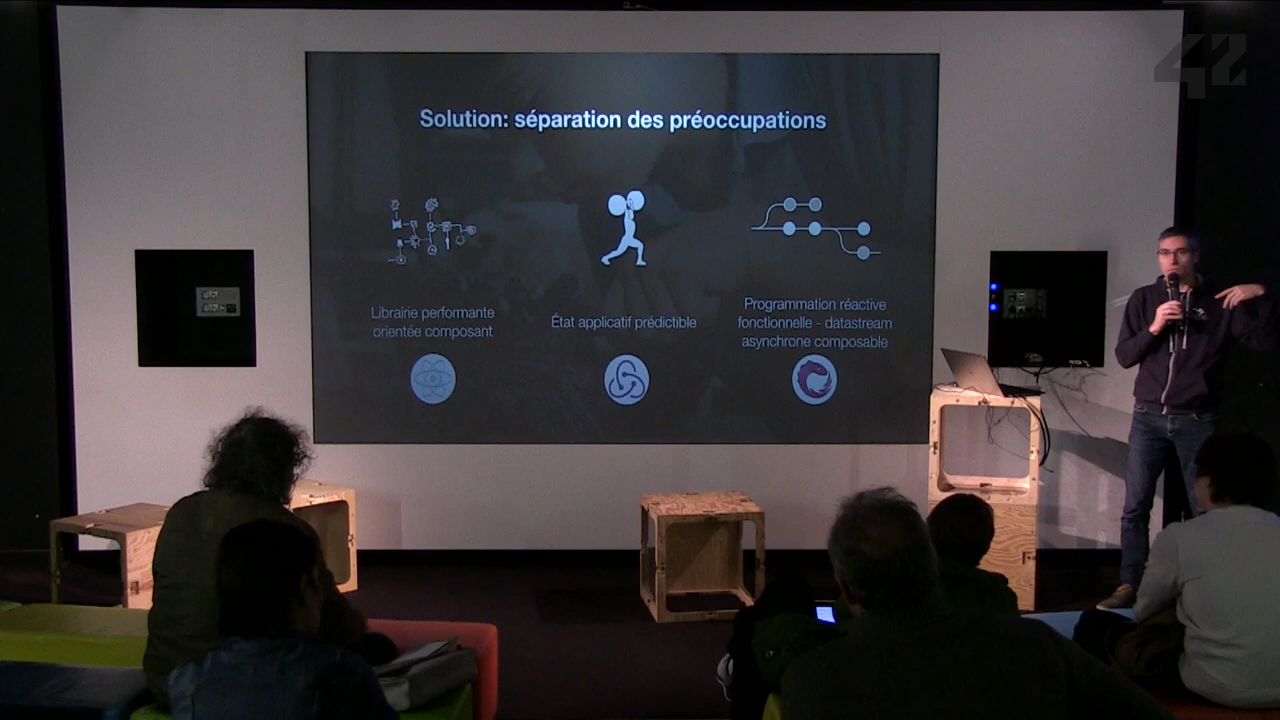 42
Solution: séparation des préoccupations
Librairie performante
orientée composant
État applicatif prédictible
Programmation réactive
fonctionnelle - datastream
asynchrone composable